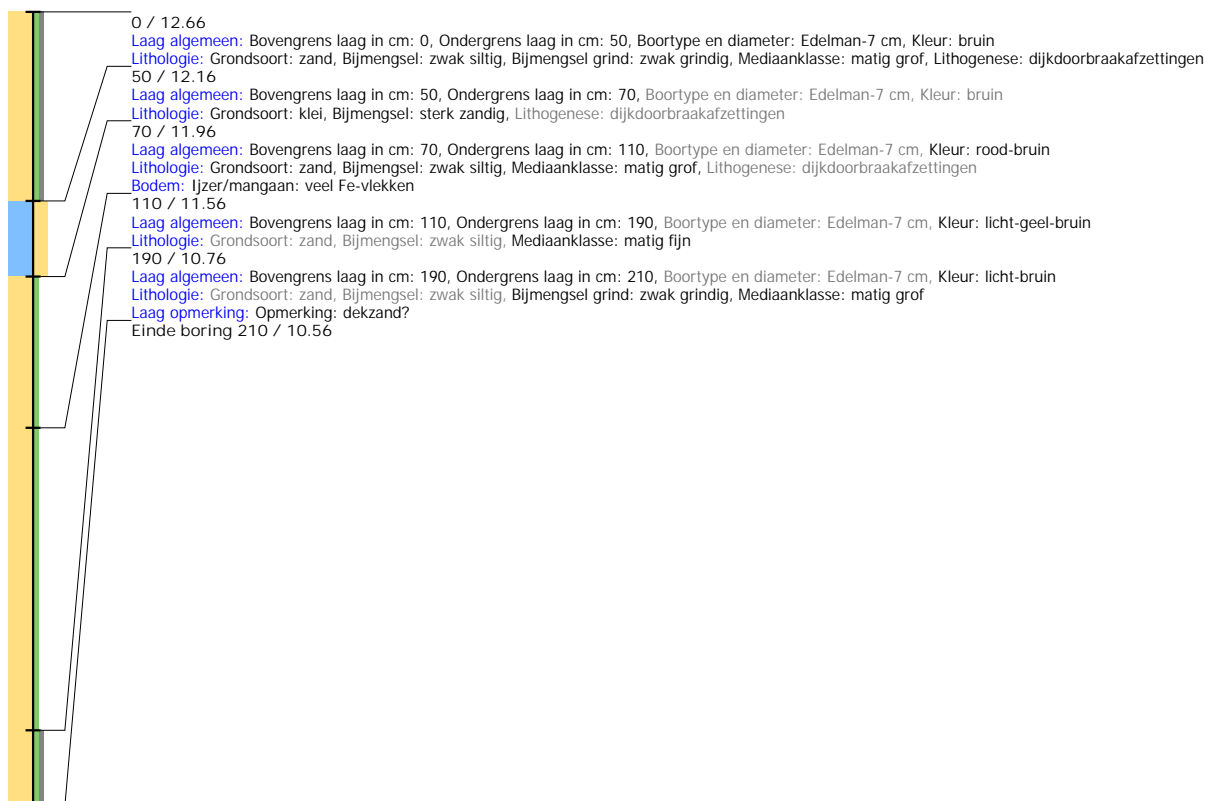 0 / 12.66
Laag algemeen: Bovengrens laag in cm: 0, Ondergrens laag in cm: 50, Boortype en diameter: Edelman-7 cm, Kleur: bruin
Lithologie: Grondsoort: zand, Bijmengsel: zwak siltig, Bijmengsel grind: zwak grindig, Mediaanklasse: matig grof, Lithogenese: dijkdoorbraakafzettingen
50 / 12.16
Laag algemeen: Bovengrens laag in cm: 50, Ondergrens laag in cm: 70, Boortype en diameter: Edelman-7 cm, Kleur: bruin
Lithologie: Grondsoort: klei, Bijmengsel: sterk zandig, Lithogenese: dijkdoorbraakafzettingen
70 / 11.96
Laag algemeen: Bovengrens laag in cm: 70, Ondergrens laag in cm: 110, Boortype en diameter: Edelman-7 cm, Kleur: rood-bruin
Lithologie: Grondsoort: zand, Bijmengsel: zwak siltig, Mediaanklasse: matig grof, Lithogenese: dijkdoorbraakafzettingen
Bodem: Ijzer/mangaan: veel Fe-vlekken
110 / 11.56
Laag algemeen: Bovengrens laag in cm: 110, Ondergrens laag in cm: 190, Boortype en diameter: Edelman-7 cm, Kleur: licht-geel-bruin
Lithologie: Grondsoort: zand, Bijmengsel: zwak siltig, Mediaanklasse: matig fijn
190 / 10.76
Laag algemeen: Bovengrens laag in cm: 190, Ondergrens laag in cm: 210, Boortype en diameter: Edelman-7 cm, Kleur: licht-bruin
Lithologie: Grondsoort: zand, Bijmengsel: zwak siltig, Bijmengsel grind: zwak grindig, Mediaanklasse: matig grof
Laag opmerking: Opmerking: dekzand?
Einde boring 210 / 10.56